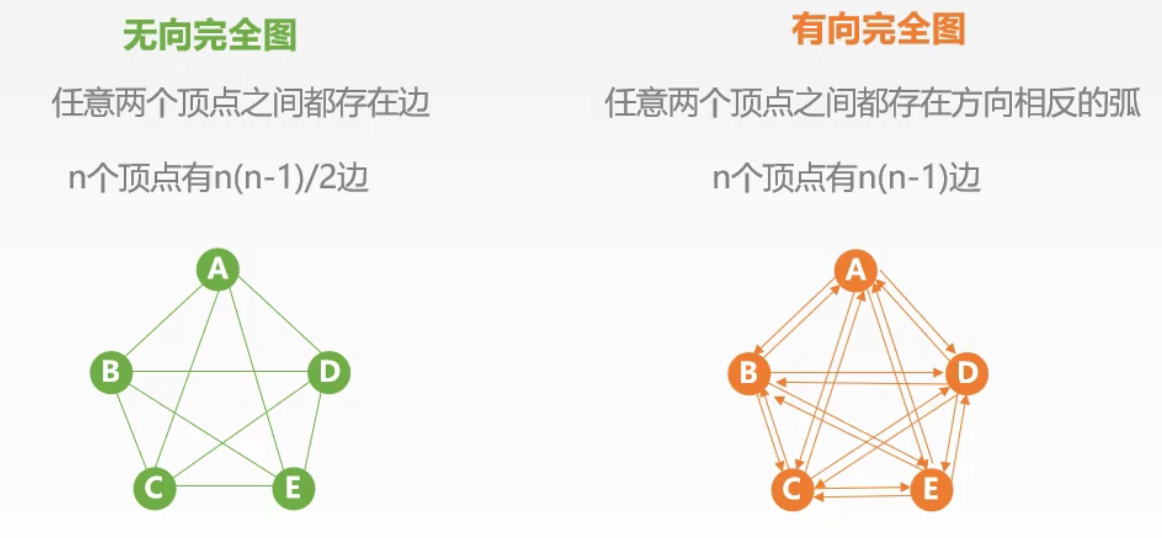 无向完全图
任意两个顶点之间都存在边
n个顶点有n(n-1)/2边
A
B
D
C
E
有向完全图
任意两个顶点之间都存在方向相反的弧
n个顶点有n(n-1)边
A
B
D
C
E